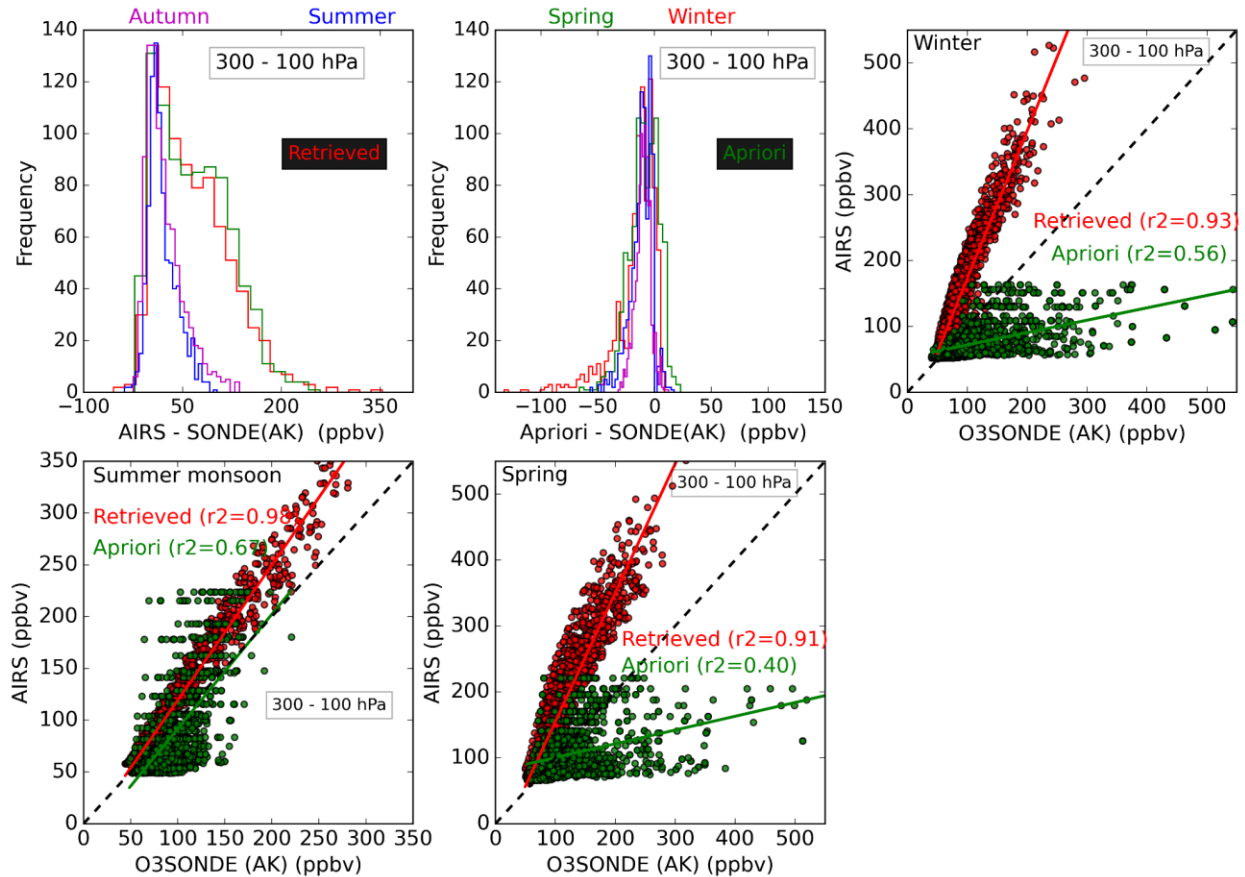 Autumn Summer
140
120
100
80
60
40
20
0
Frequency
300 - 100 hPa
Retrieved
−100 50 200 350
AIRS - SONDE(AK) (ppbv)
Spring Winter
140
120
100
80
60
40
20
0
Frequency
300 - 100 hPa
Apriori
−100 −50 0 50 100 150
Apriori - SONDE(AK) (ppbv)
Winter
300 - 100 hPa
500
400
300
200
100
0
AIRS (ppbv)
Retrieved (r2=0.93)
Apriori (r2=0.56)
0 100 200 300 400 500
O3SONDE (AK) (ppbv)
350
300
250
200
150
100
50
0
AIRS (ppbv)
Summer monsoon
Retrieved (r2=0.98
Apriori (r2=0.67)
300 - 100 hPa
0 50 100 150 200 250 300 350
O3SONDE (AK) (ppbv)
500
400
300
200
100
0
AIRS (ppbv)
Spring
300 - 100 hPa
Retrieved (r2=0.91)
Apriori (r2=0.40)
0 100 200 300 400 500
O3SONDE (AK) (ppbv)